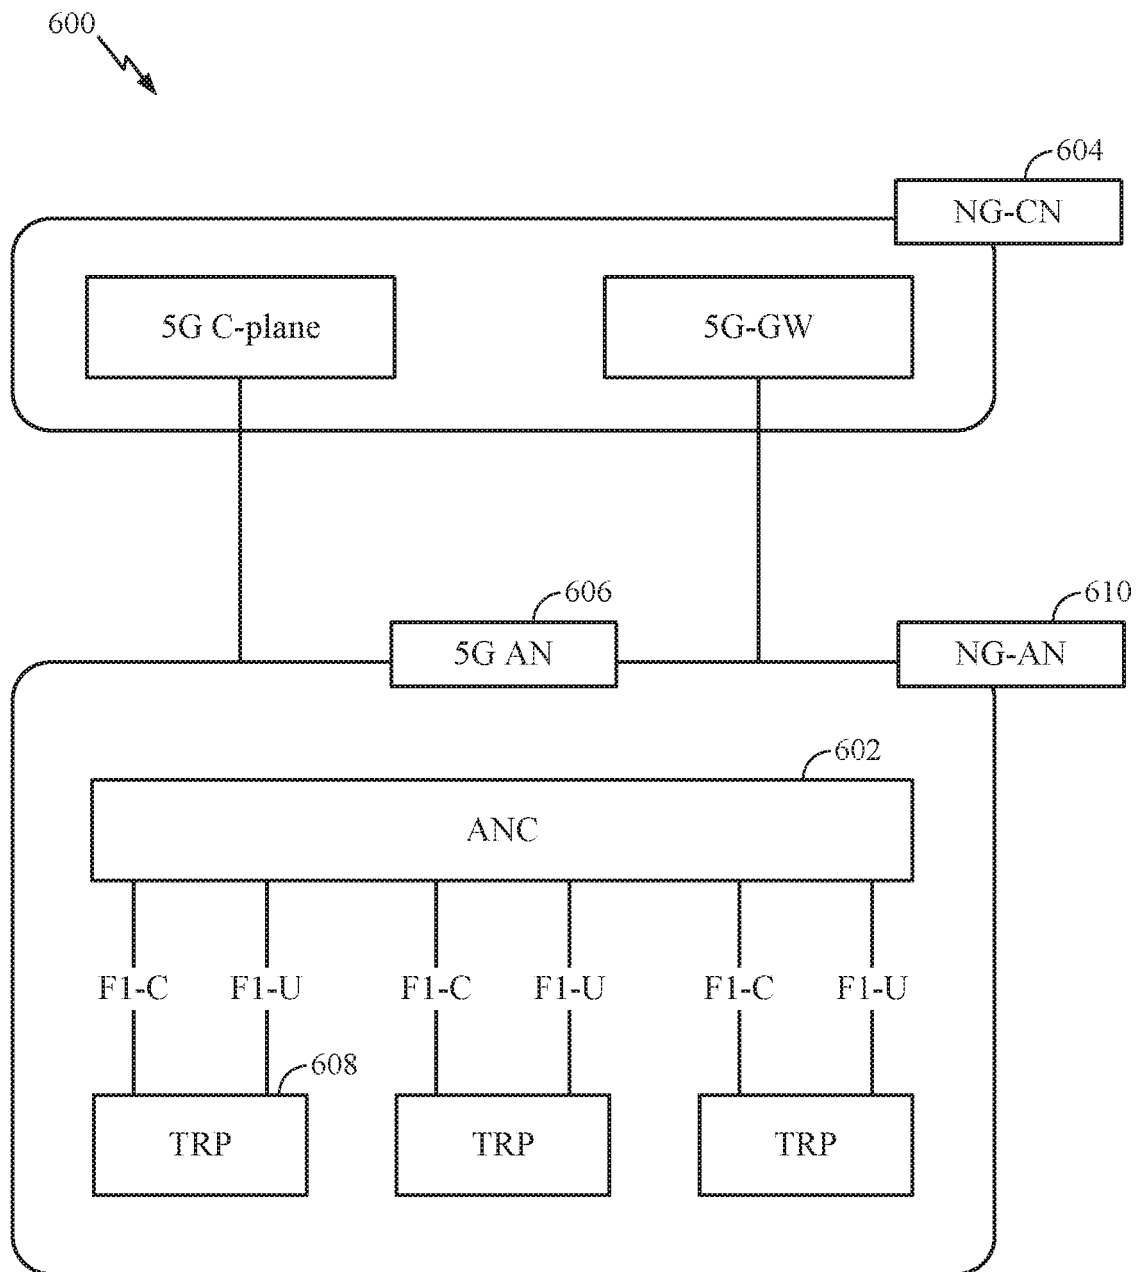 600
604
NG-CN
5G C-plane
5G-GW
606
610
5G AN
NG-AN
602
ANC
F1-C
F1-U
F1-C
F1-U
F1-C
F1-U
608
TRP
TRP
TRP